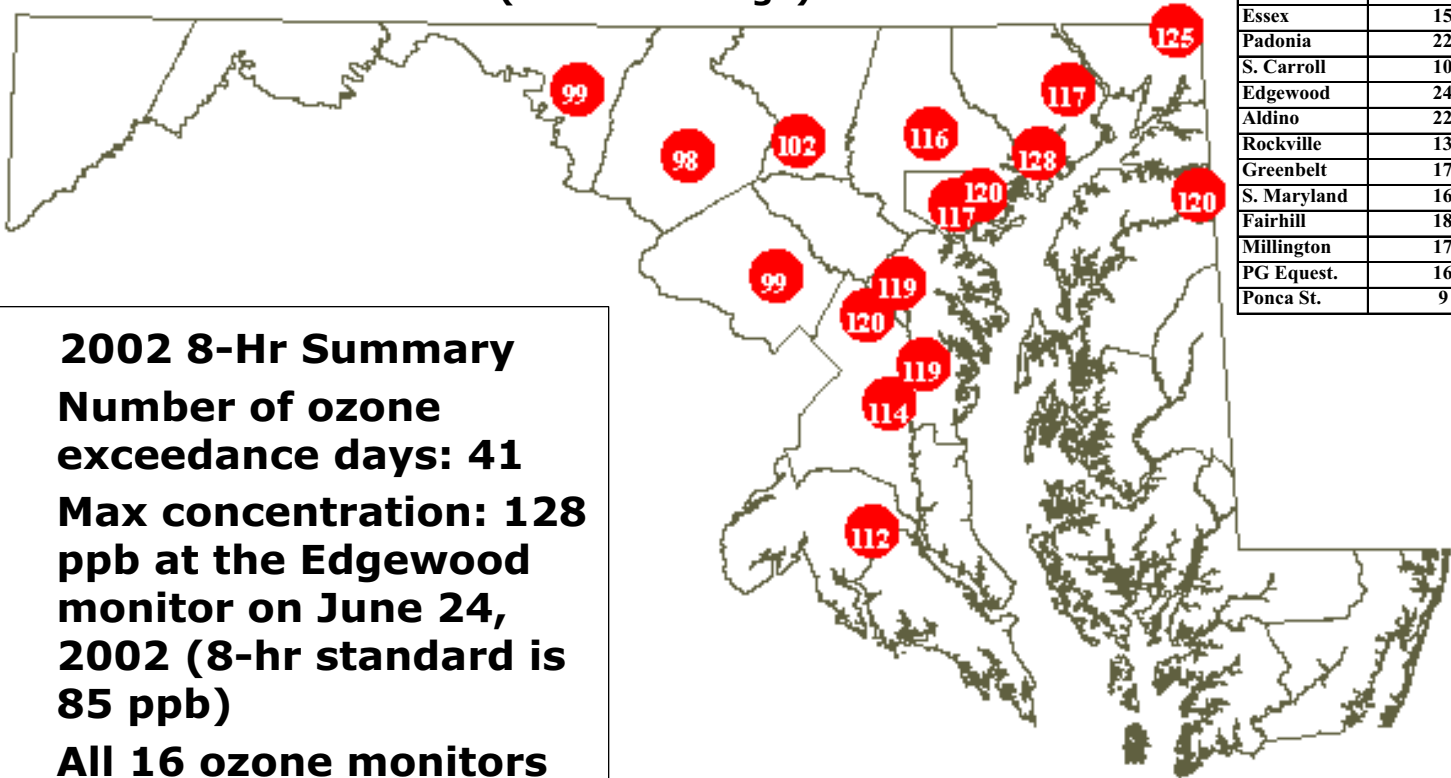 Essex 15
Padonia 22
S. Carroll 10
Edgewood 24
Aldino 22
Rockville 13
Greenbelt 17
S. Maryland 16
Fairhill 18
Millington 17
PG Equest. 16
Ponca St. 9
125
99
117
116
102
128
98
120
117
120
99
119
120
119
114
112
2002 8-Hr Summary
Number of ozone
exceedance days: 41
Max concentration: 128
ppb at the Edgewood
monitor on June 24,
2002 (8-hr standard is
85 ppb)
All 16 ozone monitors